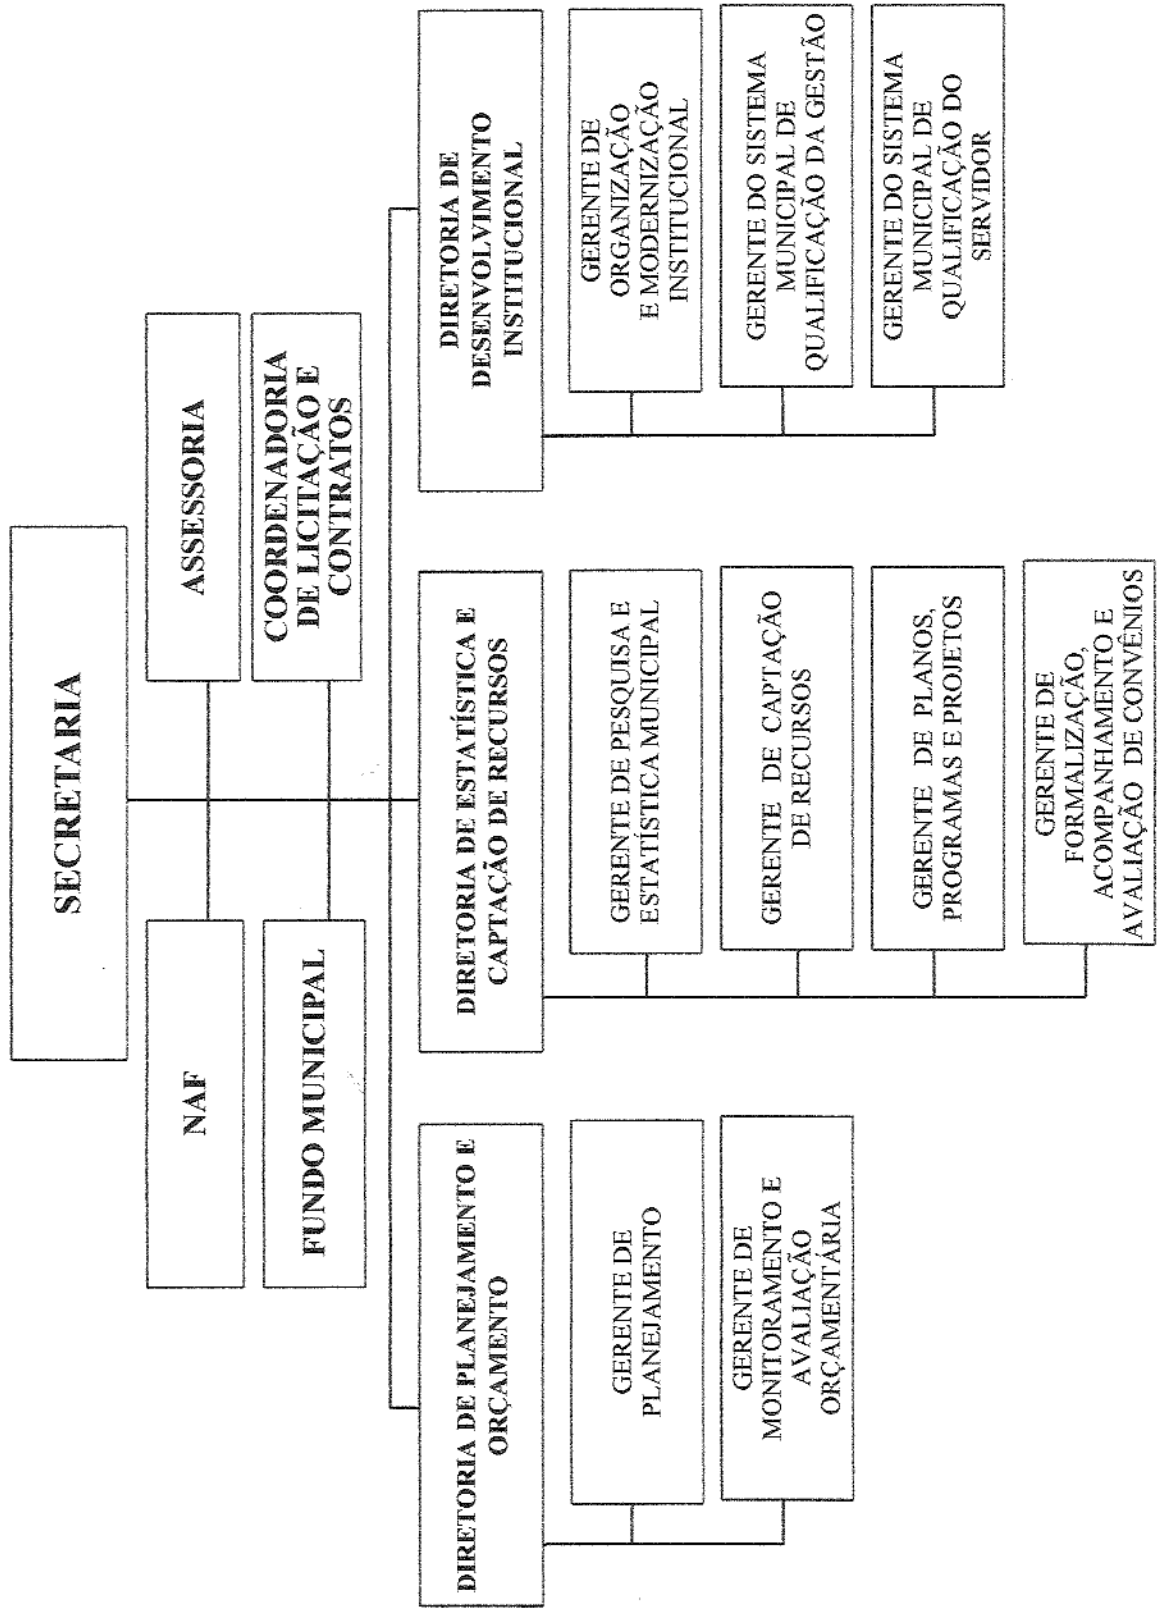 SECRETARIA
NAF
ASSESSORIA
FUNDO MUNICIPAL
COORDENADORIA
DE LICITAÇÃO E
CONTRATOS
DIRETORIA DE PLANEJAMENTO E
ORÇAMENTO
GERENTE DE
PLANEJAMENTO
GERENTE DE
MONITORAMENTO E
AVALIAÇÃO
ORÇAMENTÁRIA
DIRETORIA DE ESTATÍSTICA E
CAPTAÇÃO DE RECURSOS
GERENTE DE PESQUISA E
ESTATÍSTICA MUNICIPAL
GERENTE DE CAPTAÇÃO
DE RECURSOS
GERENTE DE PLANOS,
PROGRAMAS E PROJETOS
GERENTE DE
FORMALIZAÇÃO,
ACOMPANHAMENTO E
AVALIAÇÃO DE CONVÊNIOS
DIRETORIA DE
DESENVOLVIMENTO
INSTITUCIONAL
GERENTE DE
ORGANIZAÇÃO
E MODERNIZAÇÃO
INSTITUCIONAL
GERENTE DO SISTEMA
MUNICIPAL DE
QUALIFICAÇÃO DA GESTÃO
GERENTE DO SISTEMA
MUNICIPAL DE
QUALIFICAÇÃO DO
SERVIDOR